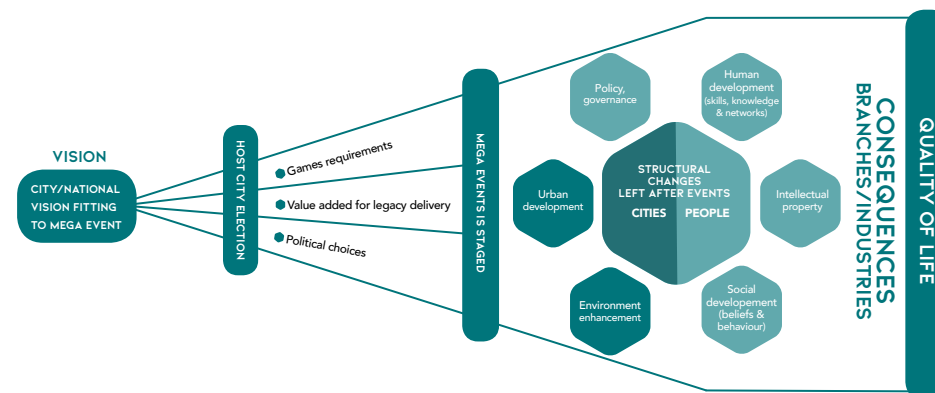 VISION
CITY/NATIONAL
VISION FITTING
TO MEGA EVENT
HOST CITY ELECTION
Games requirements
Value added for legacy delivery
Political choices
MEGA EVENTS IS STAGED
Policy,
governance
Human
development
(skills, knowledge
& networks)
Urban
development
STRUCTURAL
CHANGES
LEFT AFTER EVENTS
CITIES PEOPLE
Intellectual
property
Environment
enhancement
Social
developement
(beliefs &
behaviour)
CONSEQUENCES
BRANCHES/INDUSTRIES
QUALITY OF LIFE